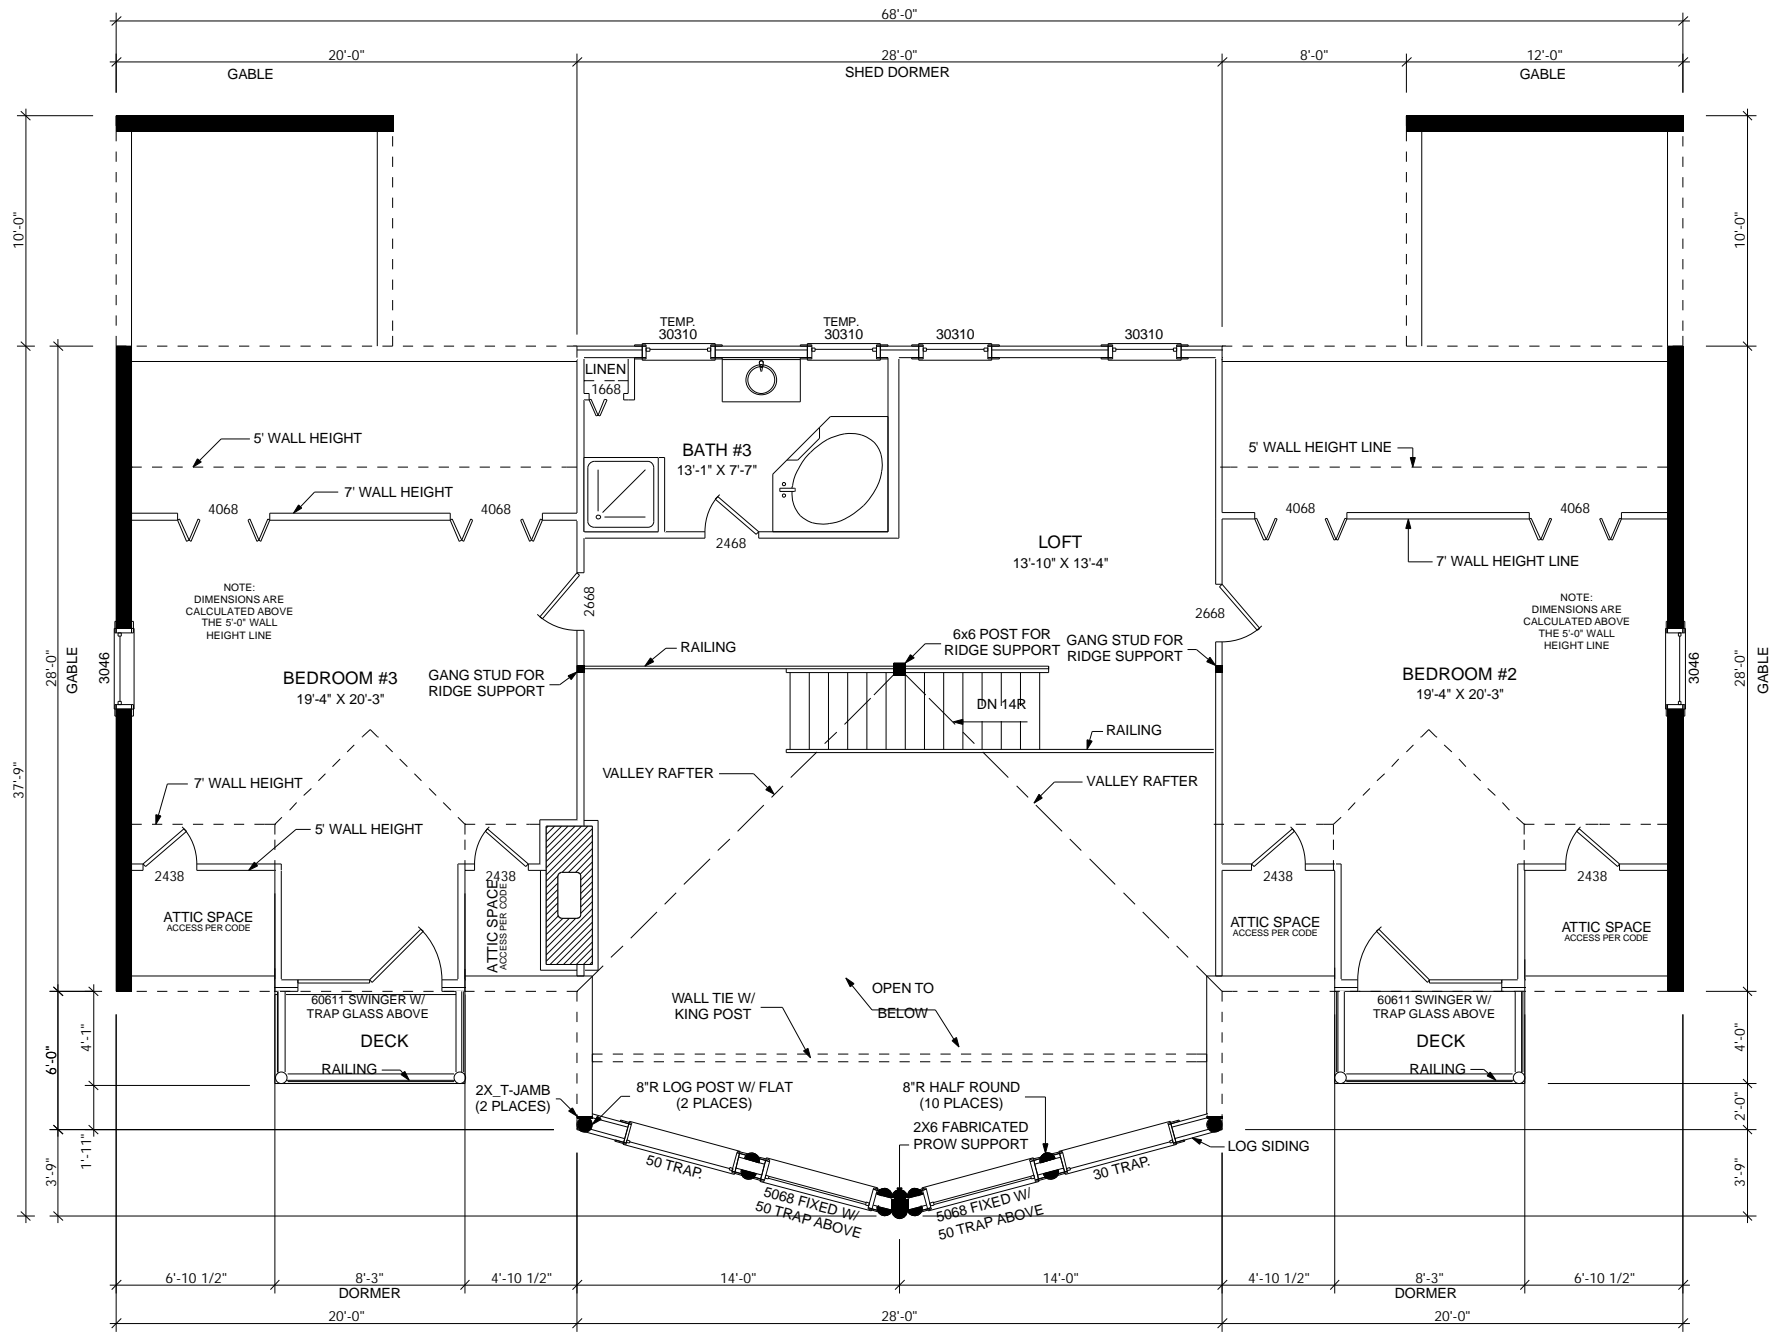 68'-0"
20'-0"
28'-0"
8'-0"
12'-0"
GABLE
SHED DORMER
GABLE
10'-0"
10'-0"
TEMP.
30310
TEMP.
30310
30310
30310
LINEN
1668
5' WALL HEIGHT
BATH #3
13'-1" X 7'-7"
5' WALL HEIGHT LINE
7' WALL HEIGHT
4068
4068
4068
4068
2468
LOFT
13'-10" X 13'-4"
7' WALL HEIGHT LINE
NOTE:
DIMENSIONS ARE
CALCULATED ABOVE
THE 5'-0" WALL
HEIGHT LINE
2668
2668
NOTE:
DIMENSIONS ARE
CALCULATED ABOVE
THE 5'-0" WALL
HEIGHT LINE
RAILING
6x6 POST FOR
RIDGE SUPPORT
GANG STUD FOR
RIDGE SUPPORT
37'-9"
28'-0"
GABLE
3046
BEDROOM #3
19'-4" X 20'-3"
GANG STUD FOR
RIDGE SUPPORT
BEDROOM #2
19'-4" X 20'-3"
3046
28'-0"
GABLE
DN 14R
RAILING
VALLEY RAFTER
VALLEY RAFTER
7' WALL HEIGHT
5' WALL HEIGHT
2438
2438
2438
2438
ATTIC SPACE
ACCESS PER CODE
ATTIC SPACE
ACCESS PER CODE
ATTIC SPACE
ACCESS PER CODE
ATTIC SPACE
ACCESS PER CODE
60611 SWINGER W/
TRAP GLASS ABOVE
DECK
RAILING
WALL TIE W/
KING POST
OPEN TO
BELOW
60611 SWINGER W/
TRAP GLASS ABOVE
DECK
RAILING
6'-0"
4'-1"
4'-0"
2X_T-JAMB
(2 PLACES)
8"R LOG POST W/ FLAT
(2 PLACES)
8"R HALF ROUND
(10 PLACES)
2X6 FABRICATED
PROW SUPPORT
LOG SIDING
2'-0"
3'-9"
1'-11"
3'-9"
50 TRAP.
5068 FIXED W/
50 TRAP ABOVE
5068 FIXED W/
50 TRAP ABOVE
30 TRAP.
6'-10 1/2"
8'-3"
4'-10 1/2"
14'-0"
14'-0"
4'-10 1/2"
8'-3"
6'-10 1/2"
DORMER
DORMER
20'-0"
28'-0"
20'-0"